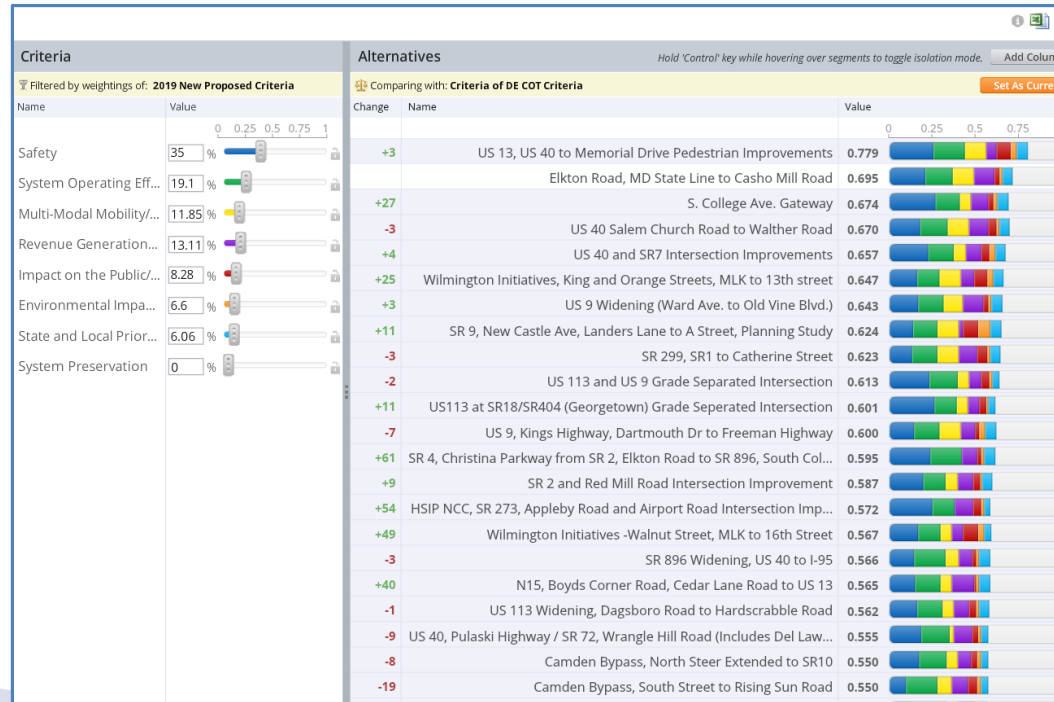 Criteria
Filtered by weightings of: 2019 New Proposed Criteria
Name Value
0 0.25 0.5 0.75 1
Safety 35 %
System Operating Eff... 19.1 %
Multi-Modal Mobility/... 11.85 %
Revenue Generation... 13.11 %
Impact on the Public/... 8.28 %
Environmental Impa... 6.6 %
State and Local Prior... 6.06 %
System Preservation 0 %
Alternatives Hold 'Control' key while hovering over segments to toggle isolation mode. Add Colun
Comparing with: Criteria of DE COT Criteria Set As Curre
Change Name Value
0 0.25 0.5 0.75
+3 US 13, US 40 to Memorial Drive Pedestrian Improvements 0.779
Elkton Road, MD State Line to Casho Mill Road 0.695
+27 S. College Ave. Gateway 0.674
-3 US 40 Salem Church Road to Walther Road 0.670
+4 US 40 and SR7 Intersection Improvements 0.657
+25 Wilmington Initiatives, King and Orange Streets, MLK to 13th street 0.647
+3 US 9 Widening (Ward Ave. to Old Vine Blvd.) 0.643
+11 SR 9, New Castle Ave, Landers Lane to A Street, Planning Study 0.624
-3 SR 299, SR1 to Catherine Street 0.623
-2 US 113 and US 9 Grade Separated Intersection 0.613
+11 US113 at SR18/SR404 (Georgetown) Grade Seperated Intersection 0.601
-7 US 9, Kings Highway, Dartmouth Dr to Freeman Highway 0.600
+61 SR 4, Christina Parkway from SR 2, Elkton Road to SR 896, South Col... 0.595
+9 SR 2 and Red Mill Road Intersection Improvement 0.587
+54 HSIP NCC, SR 273, Appleby Road and Airport Road Intersection Imp... 0.572
+49 Wilmington Initiatives -Walnut Street, MLK to 16th Street 0.567
-3 SR 896 Widening, US 40 to I-95 0.566
+40 N15, Boyds Corner Road, Cedar Lane Road to US 13 0.565
-1 US 113 Widening, Dagsboro Road to Hardscrabble Road 0.562
-9 US 40, Pulaski Highway / SR 72, Wrangle Hill Road (Includes Del Law... 0.555
-8 Camden Bypass, North Steer Extended to SR10 0.550
-19 Camden Bypass, South Street to Rising Sun Road 0.550